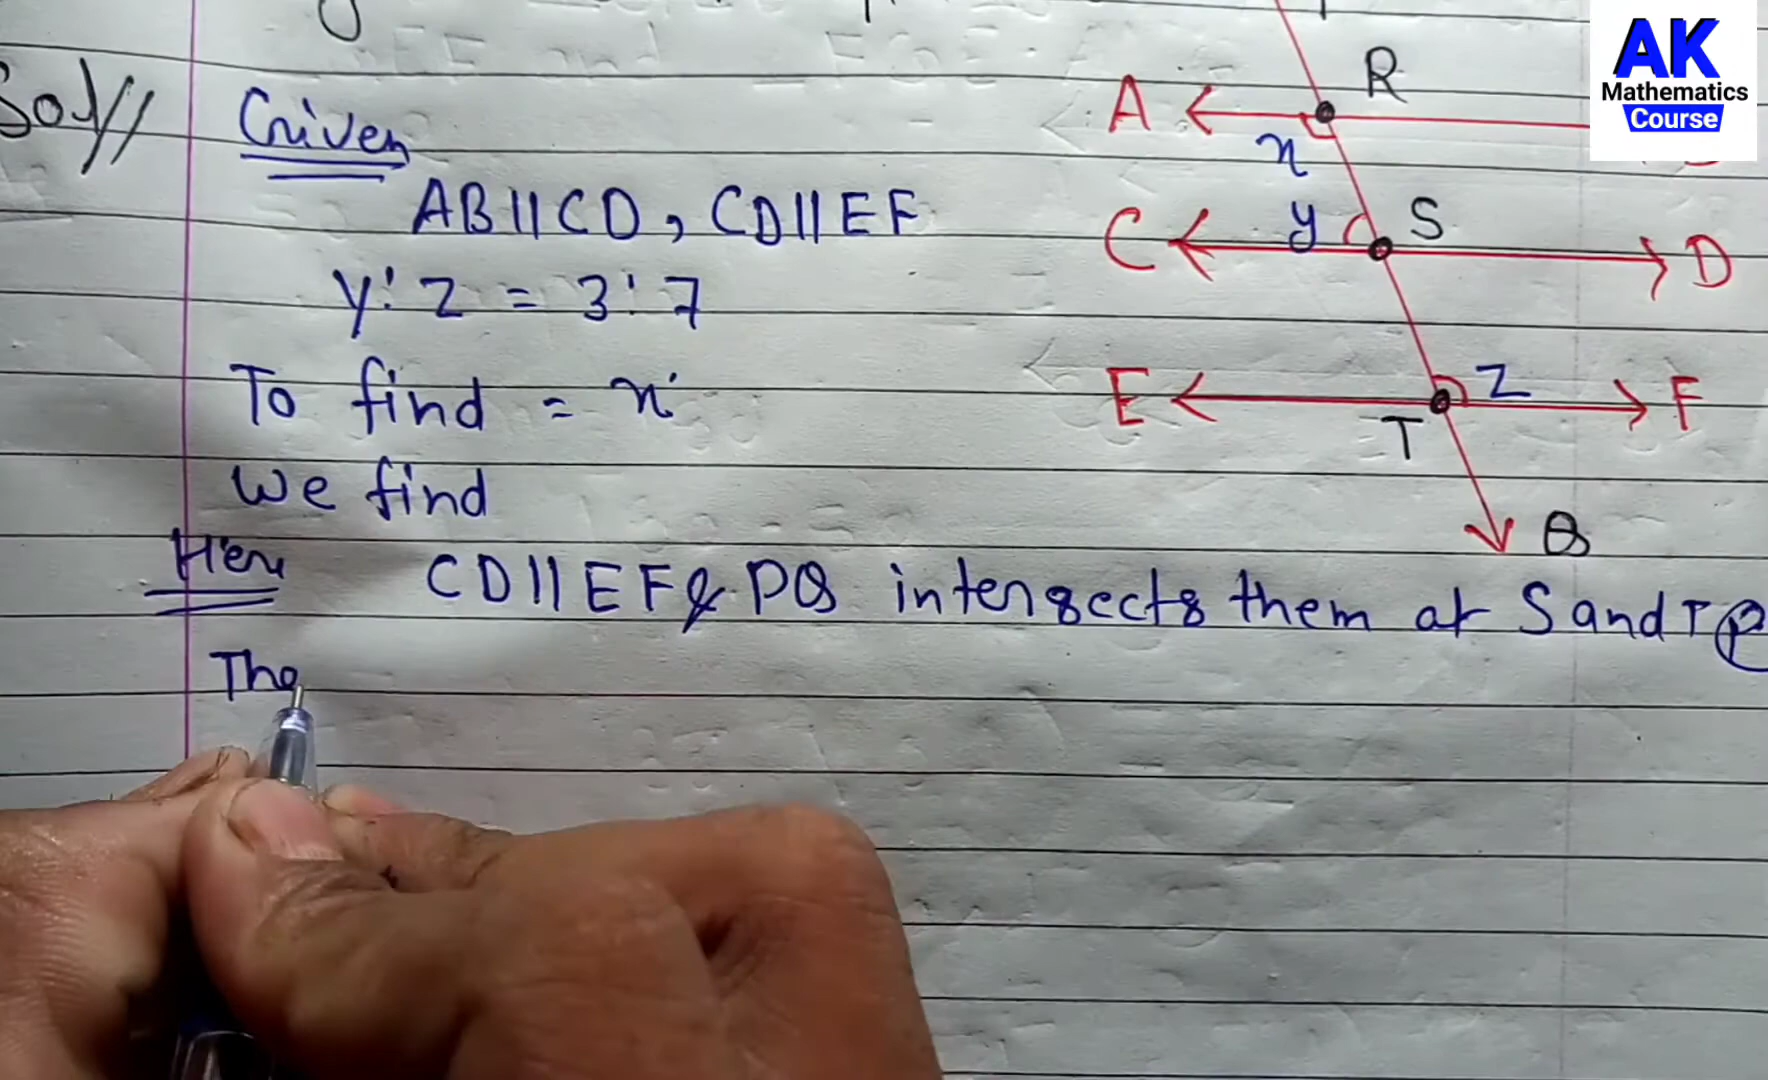 Sol//
Given
AB||CD, CD||EF
y:z = 3:7
To find = x
We find
Here CD||EF & PQ intersects them at S and T P
The
R
A
x
C
y
S
D
E
z
F
T
Q
AK
Mathematics
Course